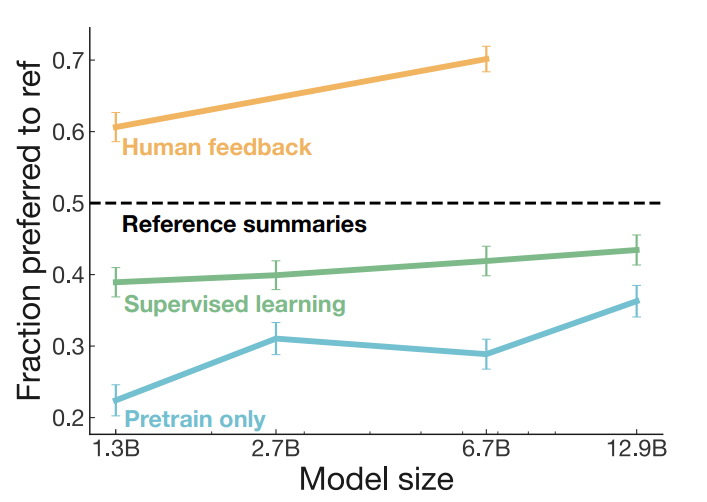 Fraction preferred to ref
0.7
0.6
Human feedback
0.5
Reference summaries
0.4
Supervised learning
0.3
0.2
Pretrain only
1.3B 2.7B 6.7B 12.9B
Model size